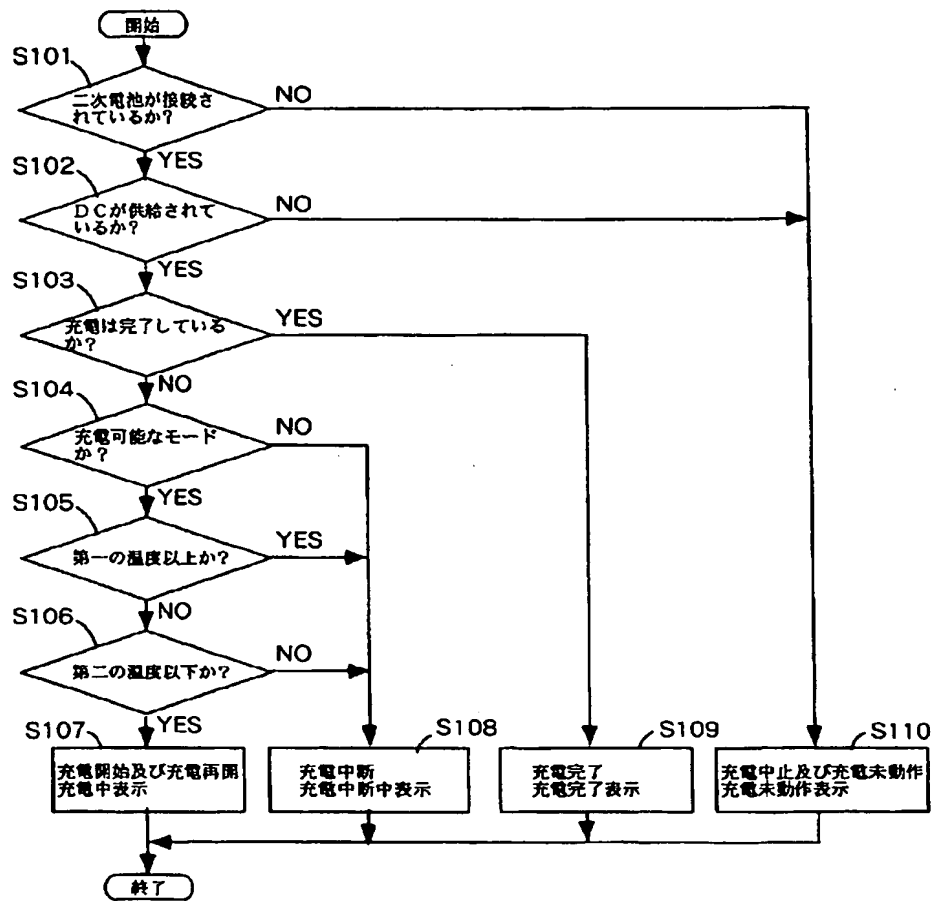 開始
S101
二次電池が接続さ
れているか?
NO
YES
S102
DCが供給されて
いるか?
NO
YES
S103
充電は完了している
か?
YES
NO
S104
充電可能なモード
か?
NO
YES
S105
第一の温度以上か?
YES
NO
S106
第二の温度以下か?
NO
YES
S107
充電開始及び充電再開
充電中表示
S108
充電中断
充電中断中表示
S109
充電完了
充電完了表示
S110
充電中止及び充電未動作
充電未動作表示
終了